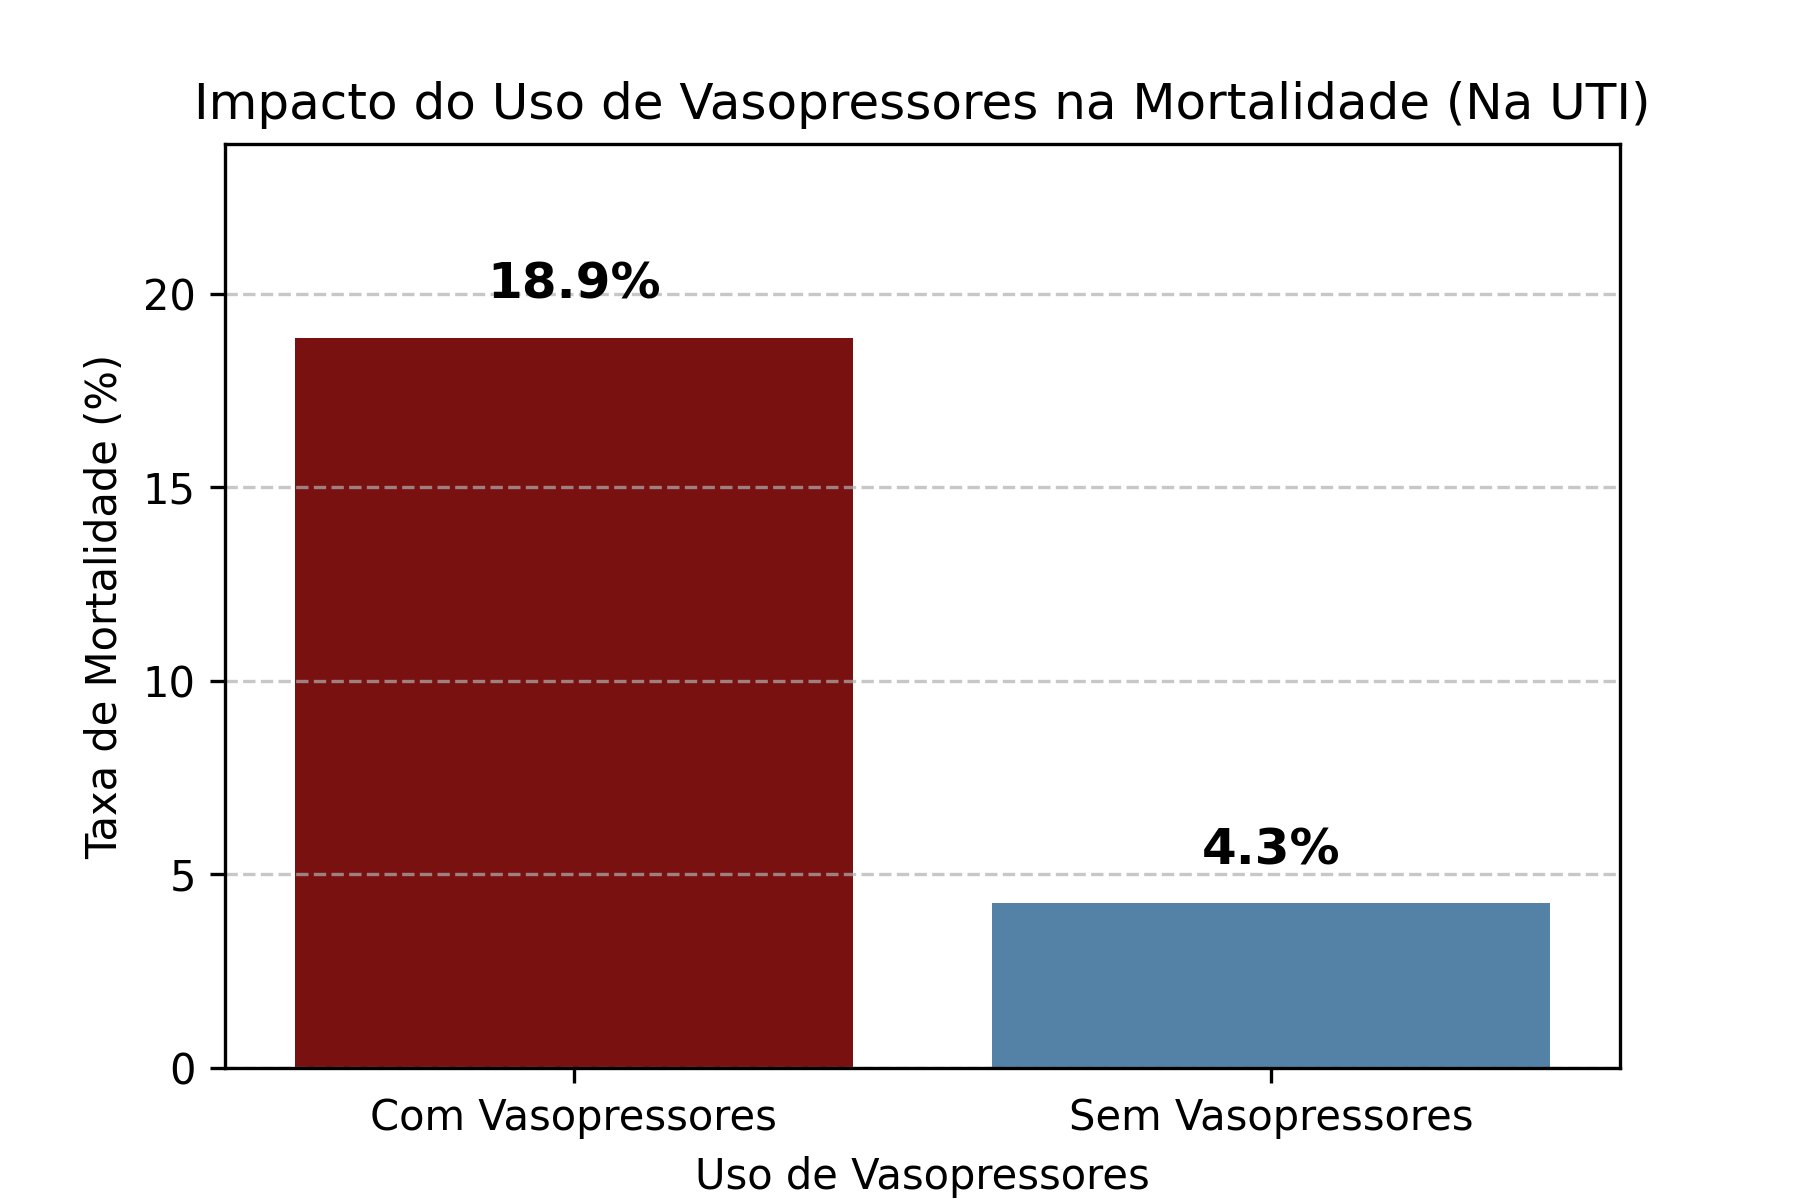 Impacto do Uso de Vasopressores na Mortalidade (Na UTI)
Taxa de Mortalidade (%)
20
15
10
5
0
18.9%
4.3%
Com Vasopressores
Sem Vasopressores
Uso de Vasopressores